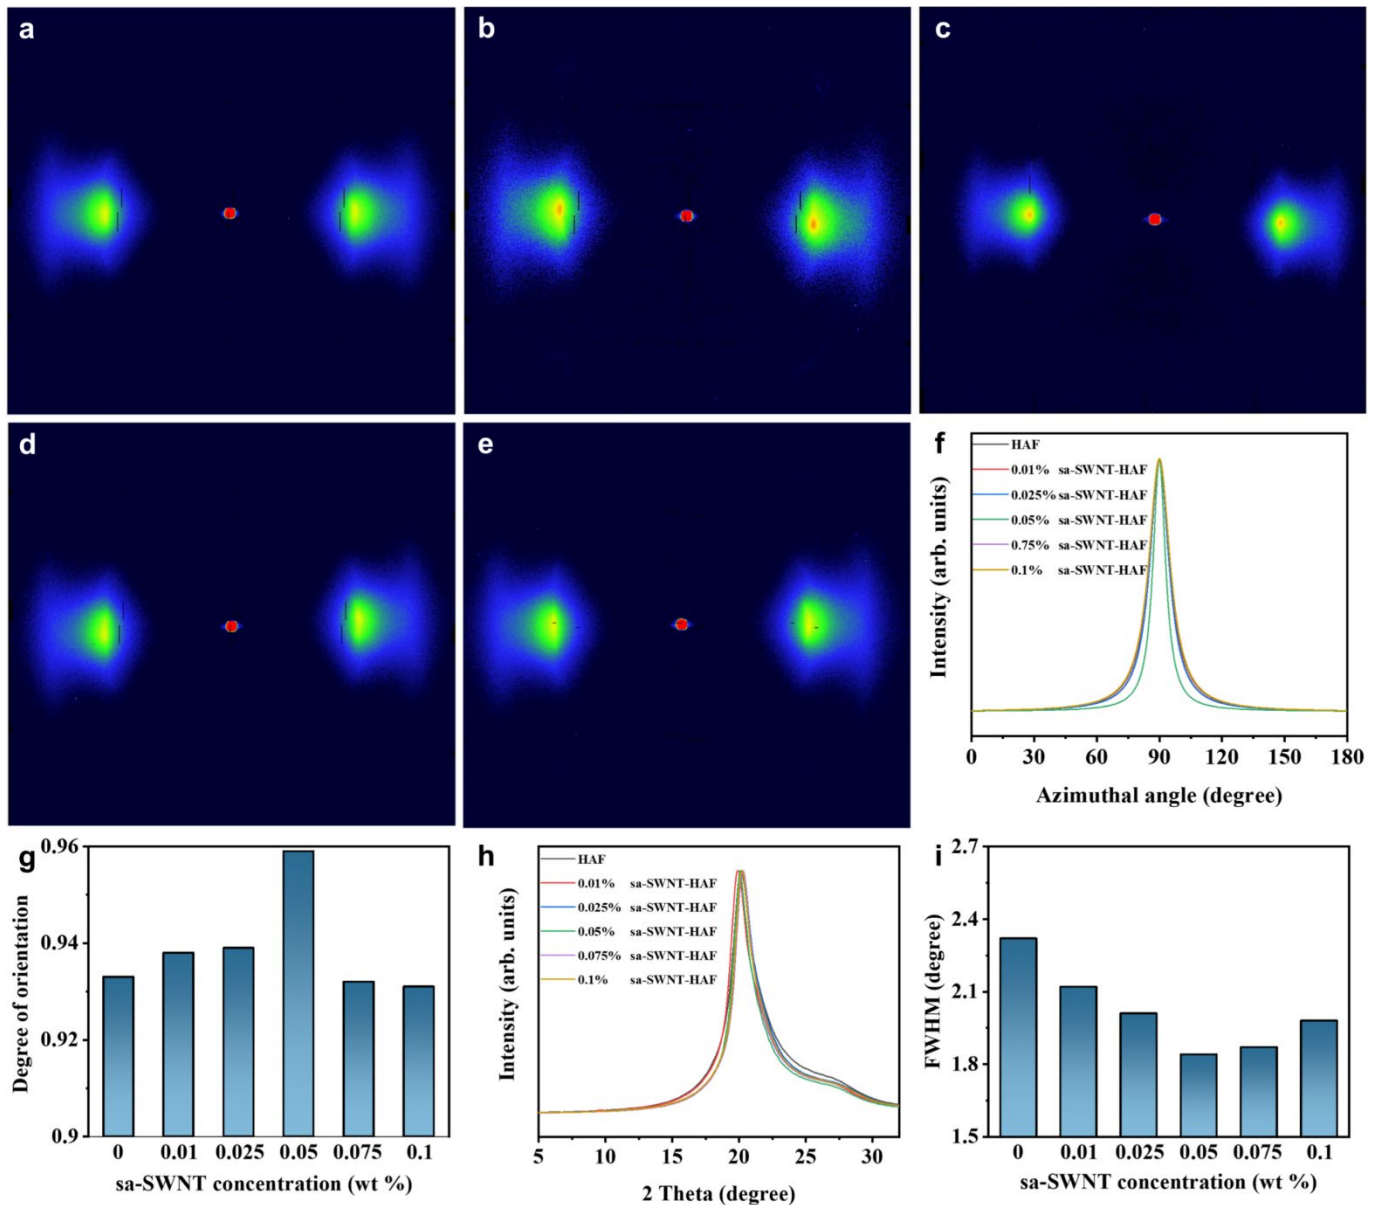 a
b
c
d
e
f
HAF
0.01% sa-SWNT-HAF
0.025% sa-SWNT-HAF
0.05% sa-SWNT-HAF
0.75% sa-SWNT-HAF
0.1% sa-SWNT-HAF
Intensity (arb. units)
0 30 60 90 120 150 180
Azimuthal angle (degree)
g
0.96
0.94
0.92
0.9
Degree of orientation
0 0.01 0.025 0.05 0.075 0.1
sa-SWNT concentration (wt %)
h
HAF
0.01% sa-SWNT-HAF
0.025% sa-SWNT-HAF
0.05% sa-SWNT-HAF
0.075% sa-SWNT-HAF
0.1% sa-SWNT-HAF
Intensity (arb. units)
5 10 15 20 25 30
2 Theta (degree)
i
2.7
2.4
2.1
1.8
1.5
FWHM (degree)
0 0.01 0.025 0.05 0.075 0.1
sa-SWNT concentration (wt %)